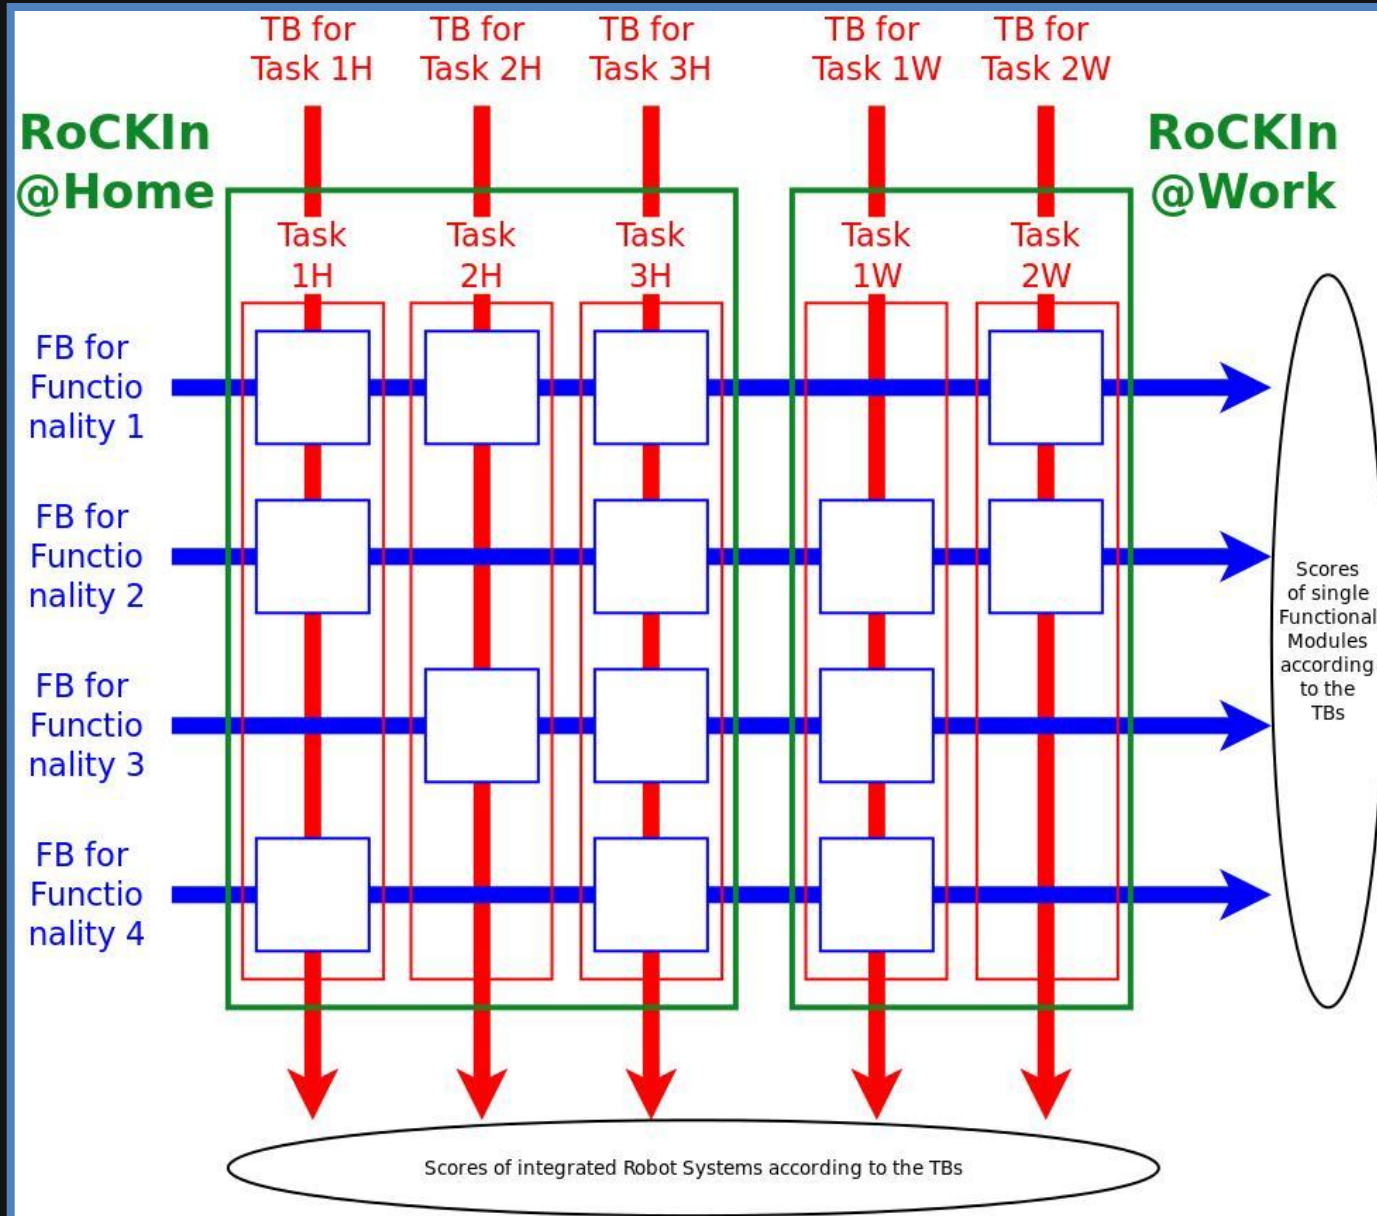 TB for
Task 1H
TB for
Task 2H
TB for
Task 3H
TB for
Task 1W
TB for
Task 2W
RoCKIn
@Home
RoCKIn
@Work
Task
1H
Task
2H
Task
3H
Task
1W
Task
2W
FB for
Functio
nality 1
FB for
Functio
nality 2
FB for
Functio
nality 3
FB for
Functio
nality 4
Scores
of single
Functional
Modules
according
to the
TBs
Scores of integrated Robot Systems according to the TBs